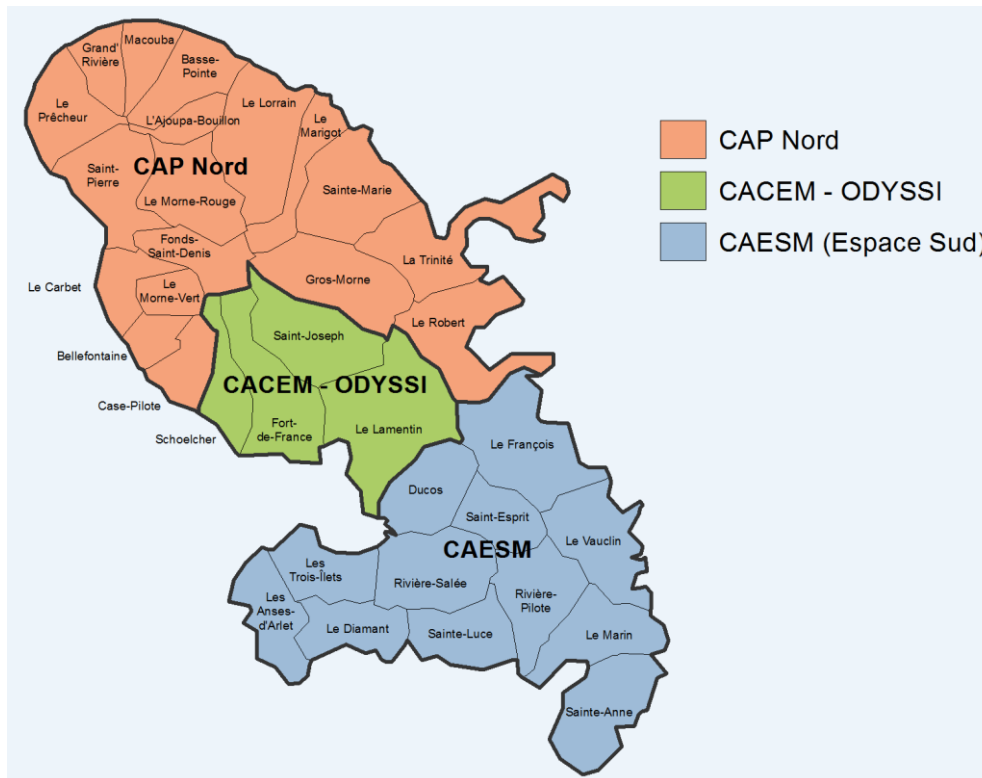 Macouba
Grand'
Rivière
Basse-
Pointe
Le
Prêcheur
Le Lorrain
L'Ajoupa-Bouillon
Le
Marigot
CAP Nord
Saint-
Pierre
Le Morne-Rouge
Sainte-Marie
Fonds-
Saint-Denis
La Trinité
Gros-Morne
Le Carbet
Le
Morne-Vert
Le Robert
Saint-Joseph
Bellefontaine
CACEM - ODYSSI
Case-Pilote
Schoelcher
Fort-
de-France
Le Lamentin
Le François
Ducos
Saint-Esprit
Le Vauclin
CAESM
Les
Trois-Îlets
Rivière-Salée
Rivière-
Pilote
Les
Anses-
d'Arlet
Le Diamant
Sainte-Luce
Le Marin
Sainte-Anne
CAP Nord
CACEM - ODYSSI
CAESM (Espace Sud)